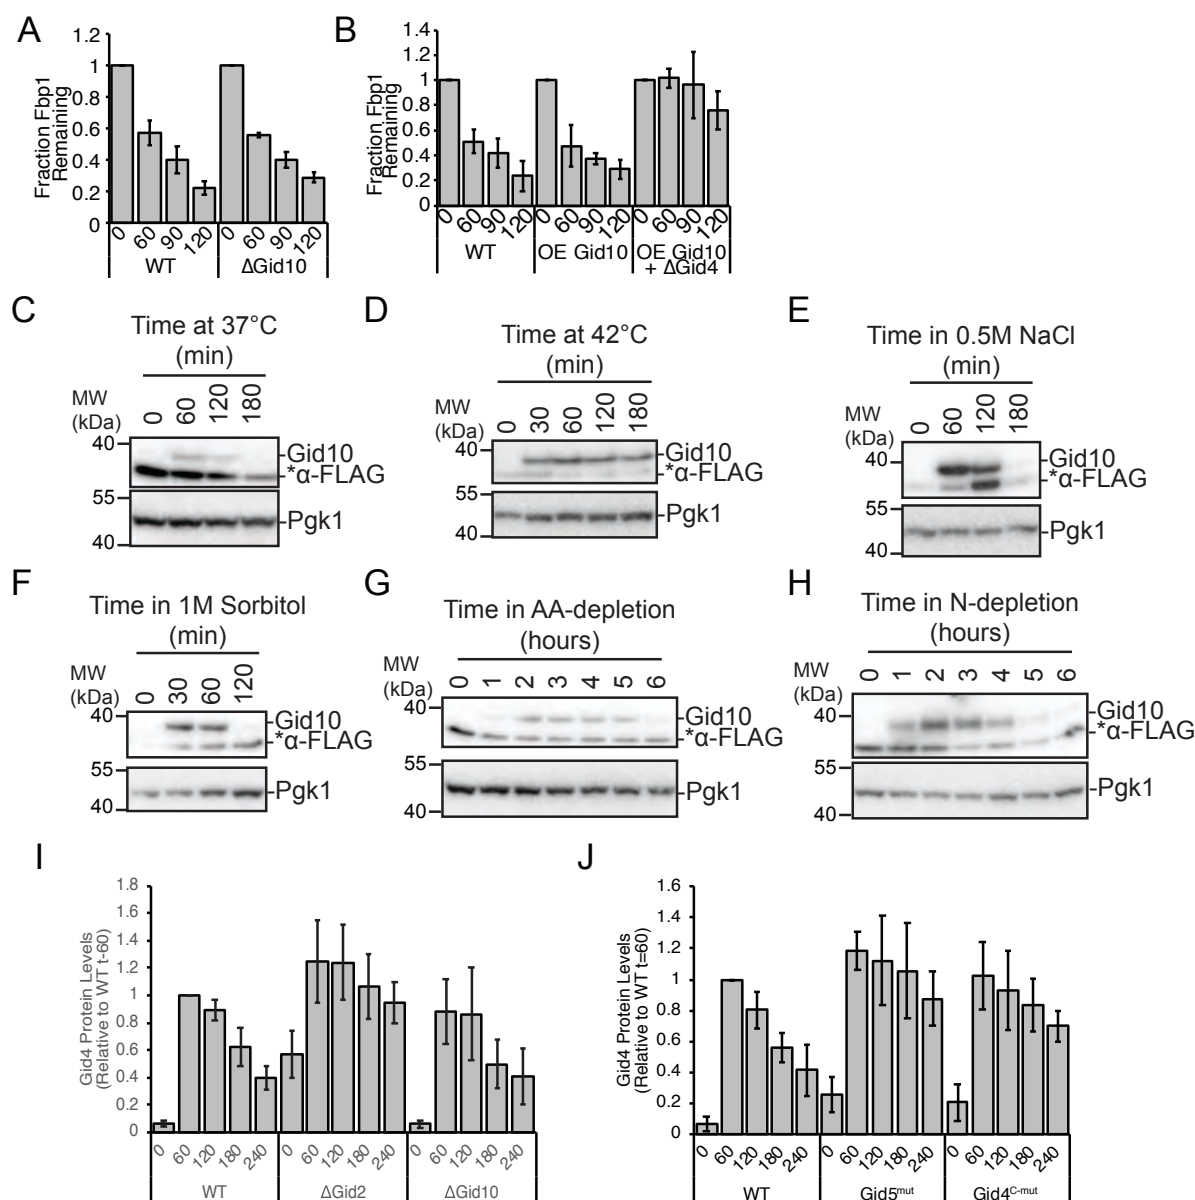 A
Fraction Fbp1
Remaining
1.2
1
0.8
0.6
0.4
0.2
0
0 60 90 120 0 60 90 120
WT ΔGid10
B
Fraction Fbp1
Remaining
1.4
1.2
1
0.8
0.6
0.4
0.2
0
0 60 90 120 0 60 90 120 0 60 90 120
WT OE Gid10 OE Gid10
+ ΔGid4
C
Time at 37°C
(min)
MW
(kDa)
0 60 120 180
40
Gid10
*α-FLAG
55
Pgk1
40
D
Time at 42°C
(min)
MW
(kDa)
0 30 60 120 180
40
Gid10
*α-FLAG
55
Pgk1
40
E
Time in 0.5M NaCl
(min)
MW
(kDa)
0 60 120 180
40
Gid10
*α-FLAG
55
Pgk1
40
F
Time in 1M Sorbitol
(min)
MW
(kDa)
0 30 60 120
40
Gid10
*α-FLAG
55
Pgk1
40
G
Time in AA-depletion
(hours)
MW
(kDa)
0 1 2 3 4 5 6
40
Gid10
*α-FLAG
55
Pgk1
40
H
Time in N-depletion
(hours)
MW
(kDa)
0 1 2 3 4 5 6
40
Gid10
*α-FLAG
55
Pgk1
40
I
Gid4 Protein Levels
(Relative to WT t-60)
1.8
1.6
1.4
1.2
1
0.8
0.6
0.4
0.2
0
0 60 120 180 240 0 60 120 180 240 0 60 120 180 240
WT ΔGid2 ΔGid10
J
Gid4 Protein Levels
(Relative to WT t=60)
1.6
1.4
1.2
1
0.8
0.6
0.4
0.2
0
0 60 120 180 240 0 60 120 180 240 0 60 120 180 240
WT Gid5ᵐᵘᵗ Gid4ᶜ⁻ᵐᵘᵗ